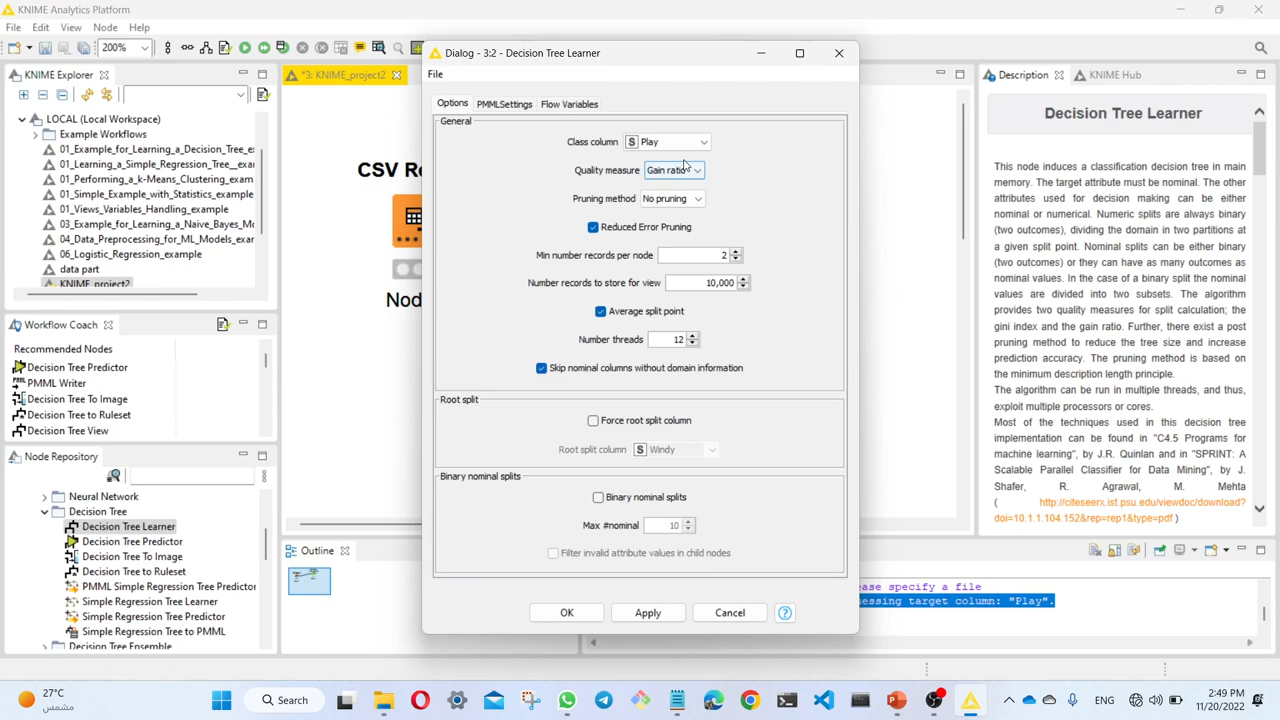 KNIME Analytics Platform
File Edit View Node Help
200%
KNIME Explorer
LOCAL (Local Workspace)
Example Workflows
01_Example_for_Learning_a_Decision_Tree_e
01_Learning_a_Simple_Regression_Tree__exa
01_Performing_a_k-Means_Clustering_examp
01_Simple_Example_with_Statistics_example
01_Views_Variables_Handling_example
03_Example_for_Learning_a_Naive_Bayes_Mo
04_Data_Preprocessing_for_ML_Models_exam
06_Logistic_Regression_example
data part
KNIME_project2
Workflow Coach
Recommended Nodes
Decision Tree Predictor
PMML Writer
Decision Tree To Image
Decision Tree to Ruleset
Decision Tree View
Node Repository
Neural Network
Decision Tree
Decision Tree Learner
Decision Tree Predictor
Decision Tree To Image
Decision Tree to Ruleset
PMML Simple Regression Tree Predictor
Simple Regression Tree Learner
Simple Regression Tree Predictor
Simple Regression Tree to PMML
Decision Tree Ensemble
*3: KNIME_project2
CSV Re
Nod
Outline
Dialog - 3:2 - Decision Tree Learner
File
Options PMMLSettings Flow Variables
General
Class column S Play
Quality measure Gain ratio
Pruning method No pruning
Reduced Error Pruning
Min number records per node 2
Number records to store for view 10,000
Average split point
Number threads 12
Skip nominal columns without domain information
Root split
Force root split column
Root split column S Windy
Binary nominal splits
Binary nominal splits
Max #nominal 10
Filter invalid attribute values in child nodes
OK Apply Cancel ?
Description KNIME Hub
Decision Tree Learner
This node induces a classification decision tree in main
memory. The target attribute must be nominal. The other
attributes used for decision making can be either
nominal or numerical. Numeric splits are always binary
(two outcomes), dividing the domain in two partitions at
a given split point. Nominal splits can be either binary
(two outcomes) or they can have as many outcomes as
nominal values. In the case of a binary split the nominal
values are divided into two subsets. The algorithm
provides two quality measures for split calculation; the
gini index and the gain ratio. Further, there exist a post
pruning method to reduce the tree size and increase
prediction accuracy. The pruning method is based on
the minimum description length principle.
The algorithm can be run in multiple threads, and thus,
exploit multiple processors or cores.
Most of the techniques used in this decision tree
implementation can be found in "C4.5 Programs for
machine learning", by J.R. Quinlan and in "SPRINT: A
Scalable Parallel Classifier for Data Mining", by J.
Shafer, R. Agrawal, M. Mehta
( http://citeseerx.ist.psu.edu/viewdoc/download?
doi=10.1.1.104.152&rep=rep1&type=pdf )
ease specify a file
essing target column: "Play".
27°C
مشمس
Search
ENG
2:49 PM
11/20/2022